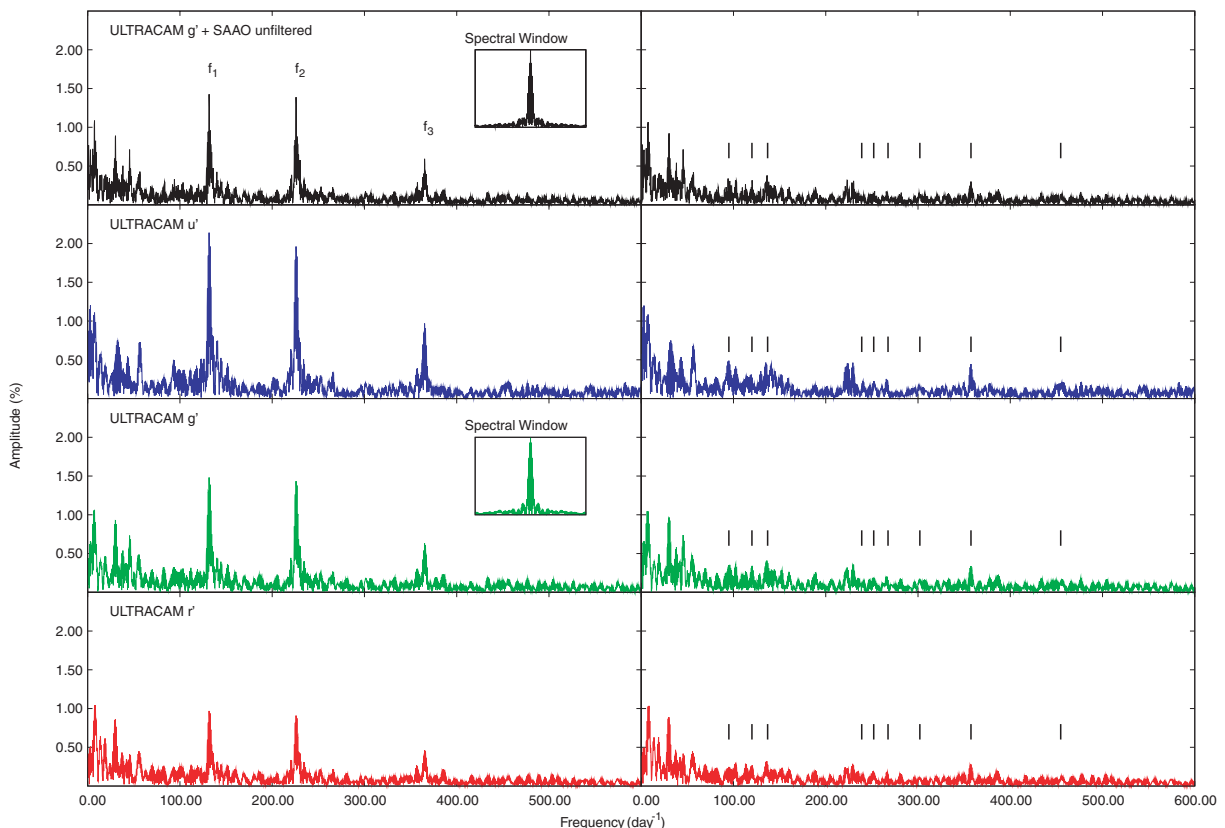 ULTRACAM g' + SAAO unfiltered
Spectral Window
f1
f2
f3
2.00
1.50
1.00
0.50
ULTRACAM u'
2.00
1.50
1.00
0.50
ULTRACAM g'
Spectral Window
2.00
1.50
1.00
0.50
ULTRACAM r'
2.00
1.50
1.00
0.50
Amplitude (%)
0.00 100.00 200.00 300.00 400.00 500.00
0.00 100.00 200.00 300.00 400.00 500.00 600.00
Frequency (day-1)